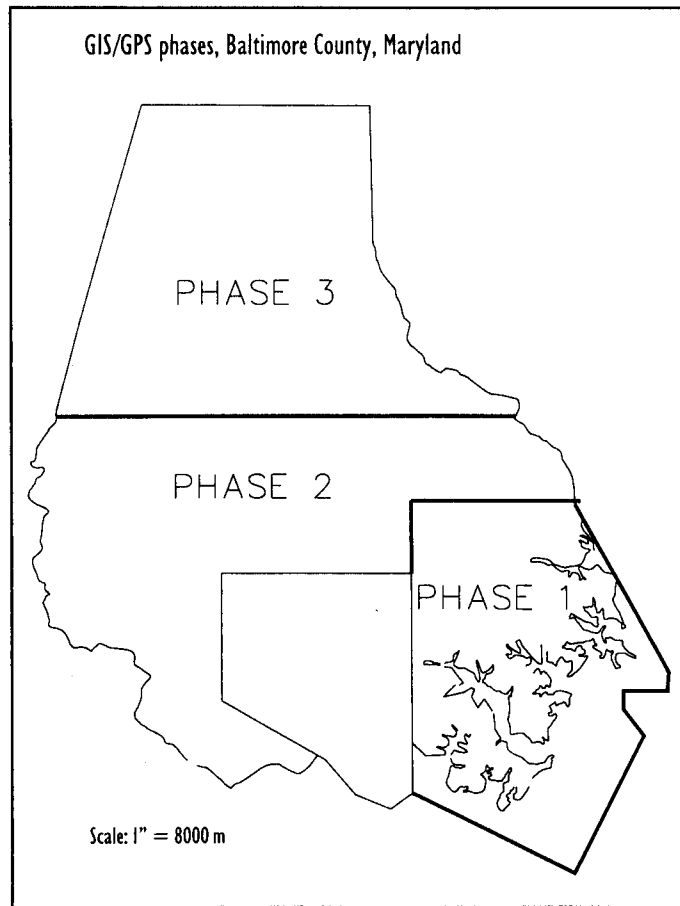 GIS/GPS phases, Baltimore County, Maryland
PHASE 3
PHASE 2
PHASE 1
Scale: 1" = 8000 m